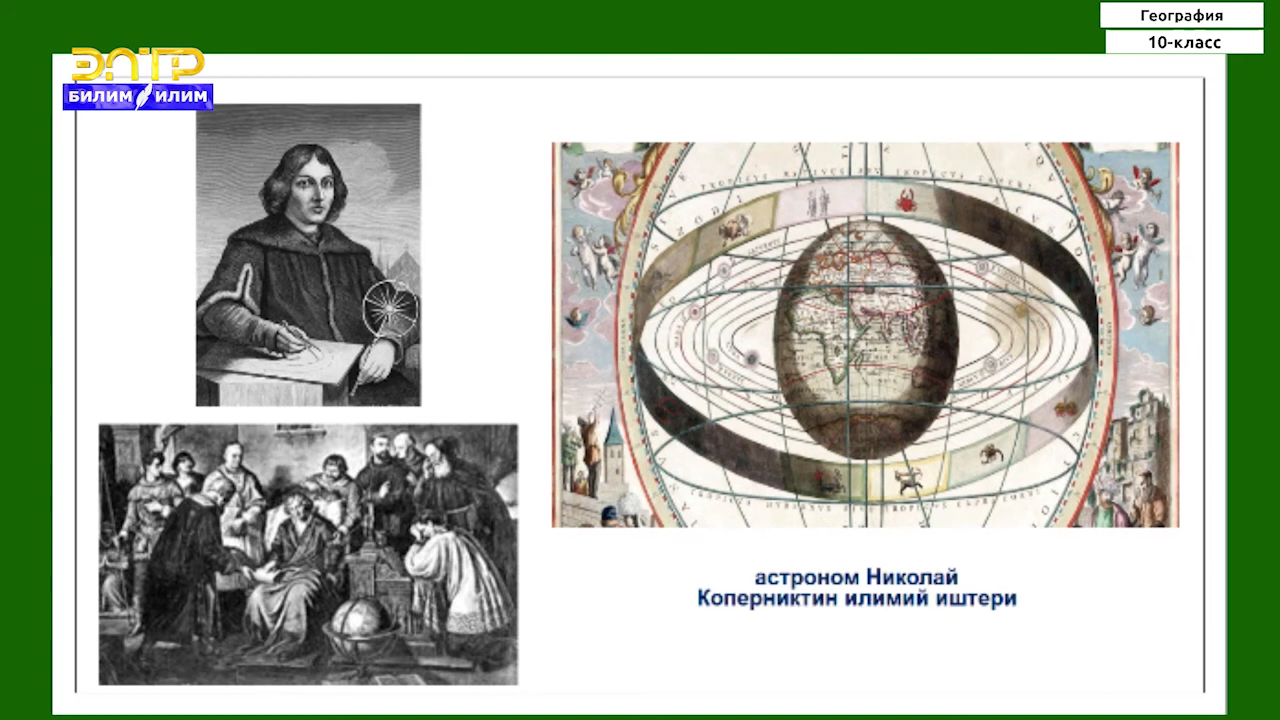 География
10-класс
ЭЛТР
БИЛИМ ИЛИМ
астроном Николай
Коперниктин илимий иштери